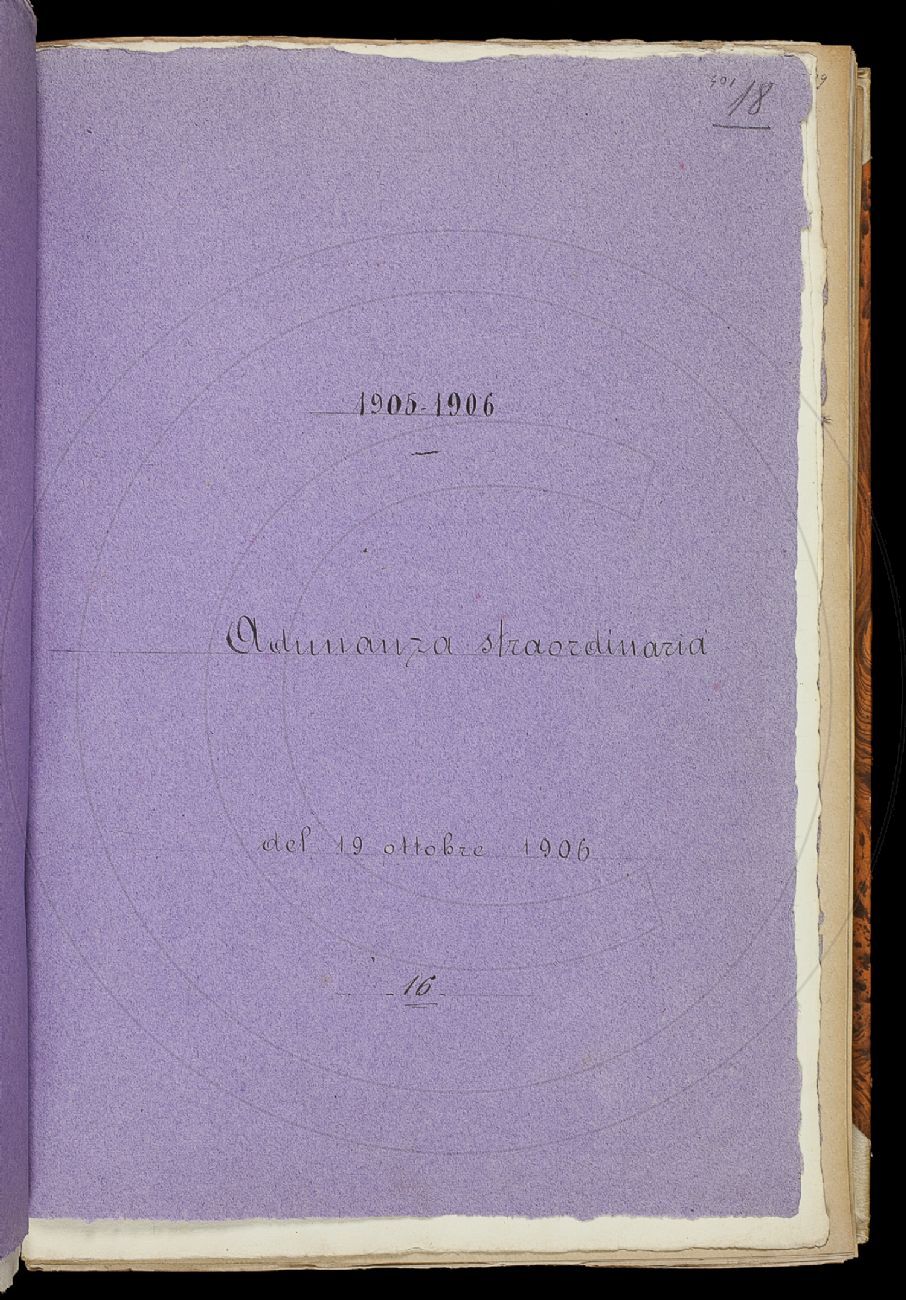 18
1905-1906
Adunanza straordinaria
del 19 ottobre 1906
16